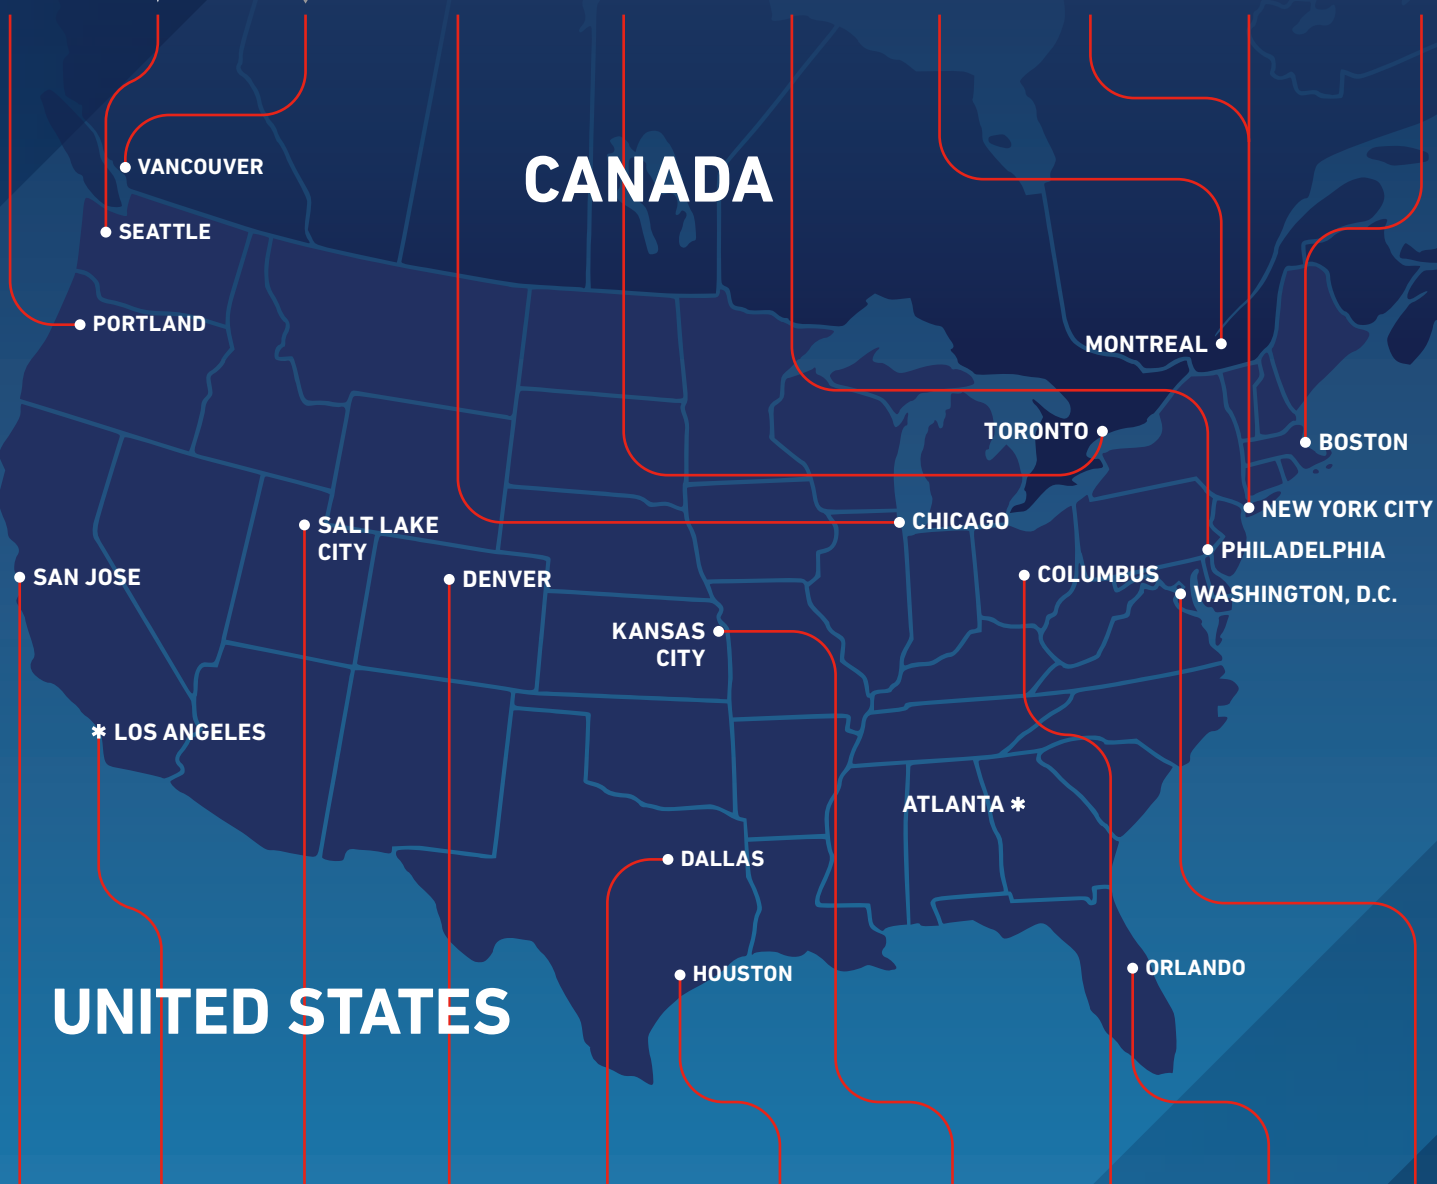 CANADA
VANCOUVER
SEATTLE
PORTLAND
MONTREAL
TORONTO
BOSTON
NEW YORK CITY
CHICAGO
SALT LAKE
CITY
PHILADELPHIA
SAN JOSE
DENVER
COLUMBUS
WASHINGTON, D.C.
KANSAS
CITY
* LOS ANGELES
ATLANTA *
DALLAS
HOUSTON
ORLANDO
UNITED STATES